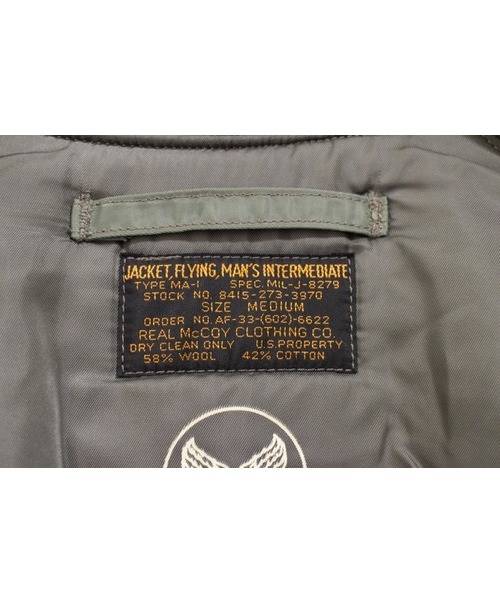 JACKET, FLYING, MAN'S INTERMEDIATE
TYPE MA-1 SPEC. MIL-J-8279
STOCK NO. 8415-273-3970
SIZE MEDIUM
ORDER NO. AF-33-(602)-6622
REAL McCOY CLOTHING CO.
DRY CLEAN ONLY U.S. PROPERTY
58% WOOL 42% COTTON